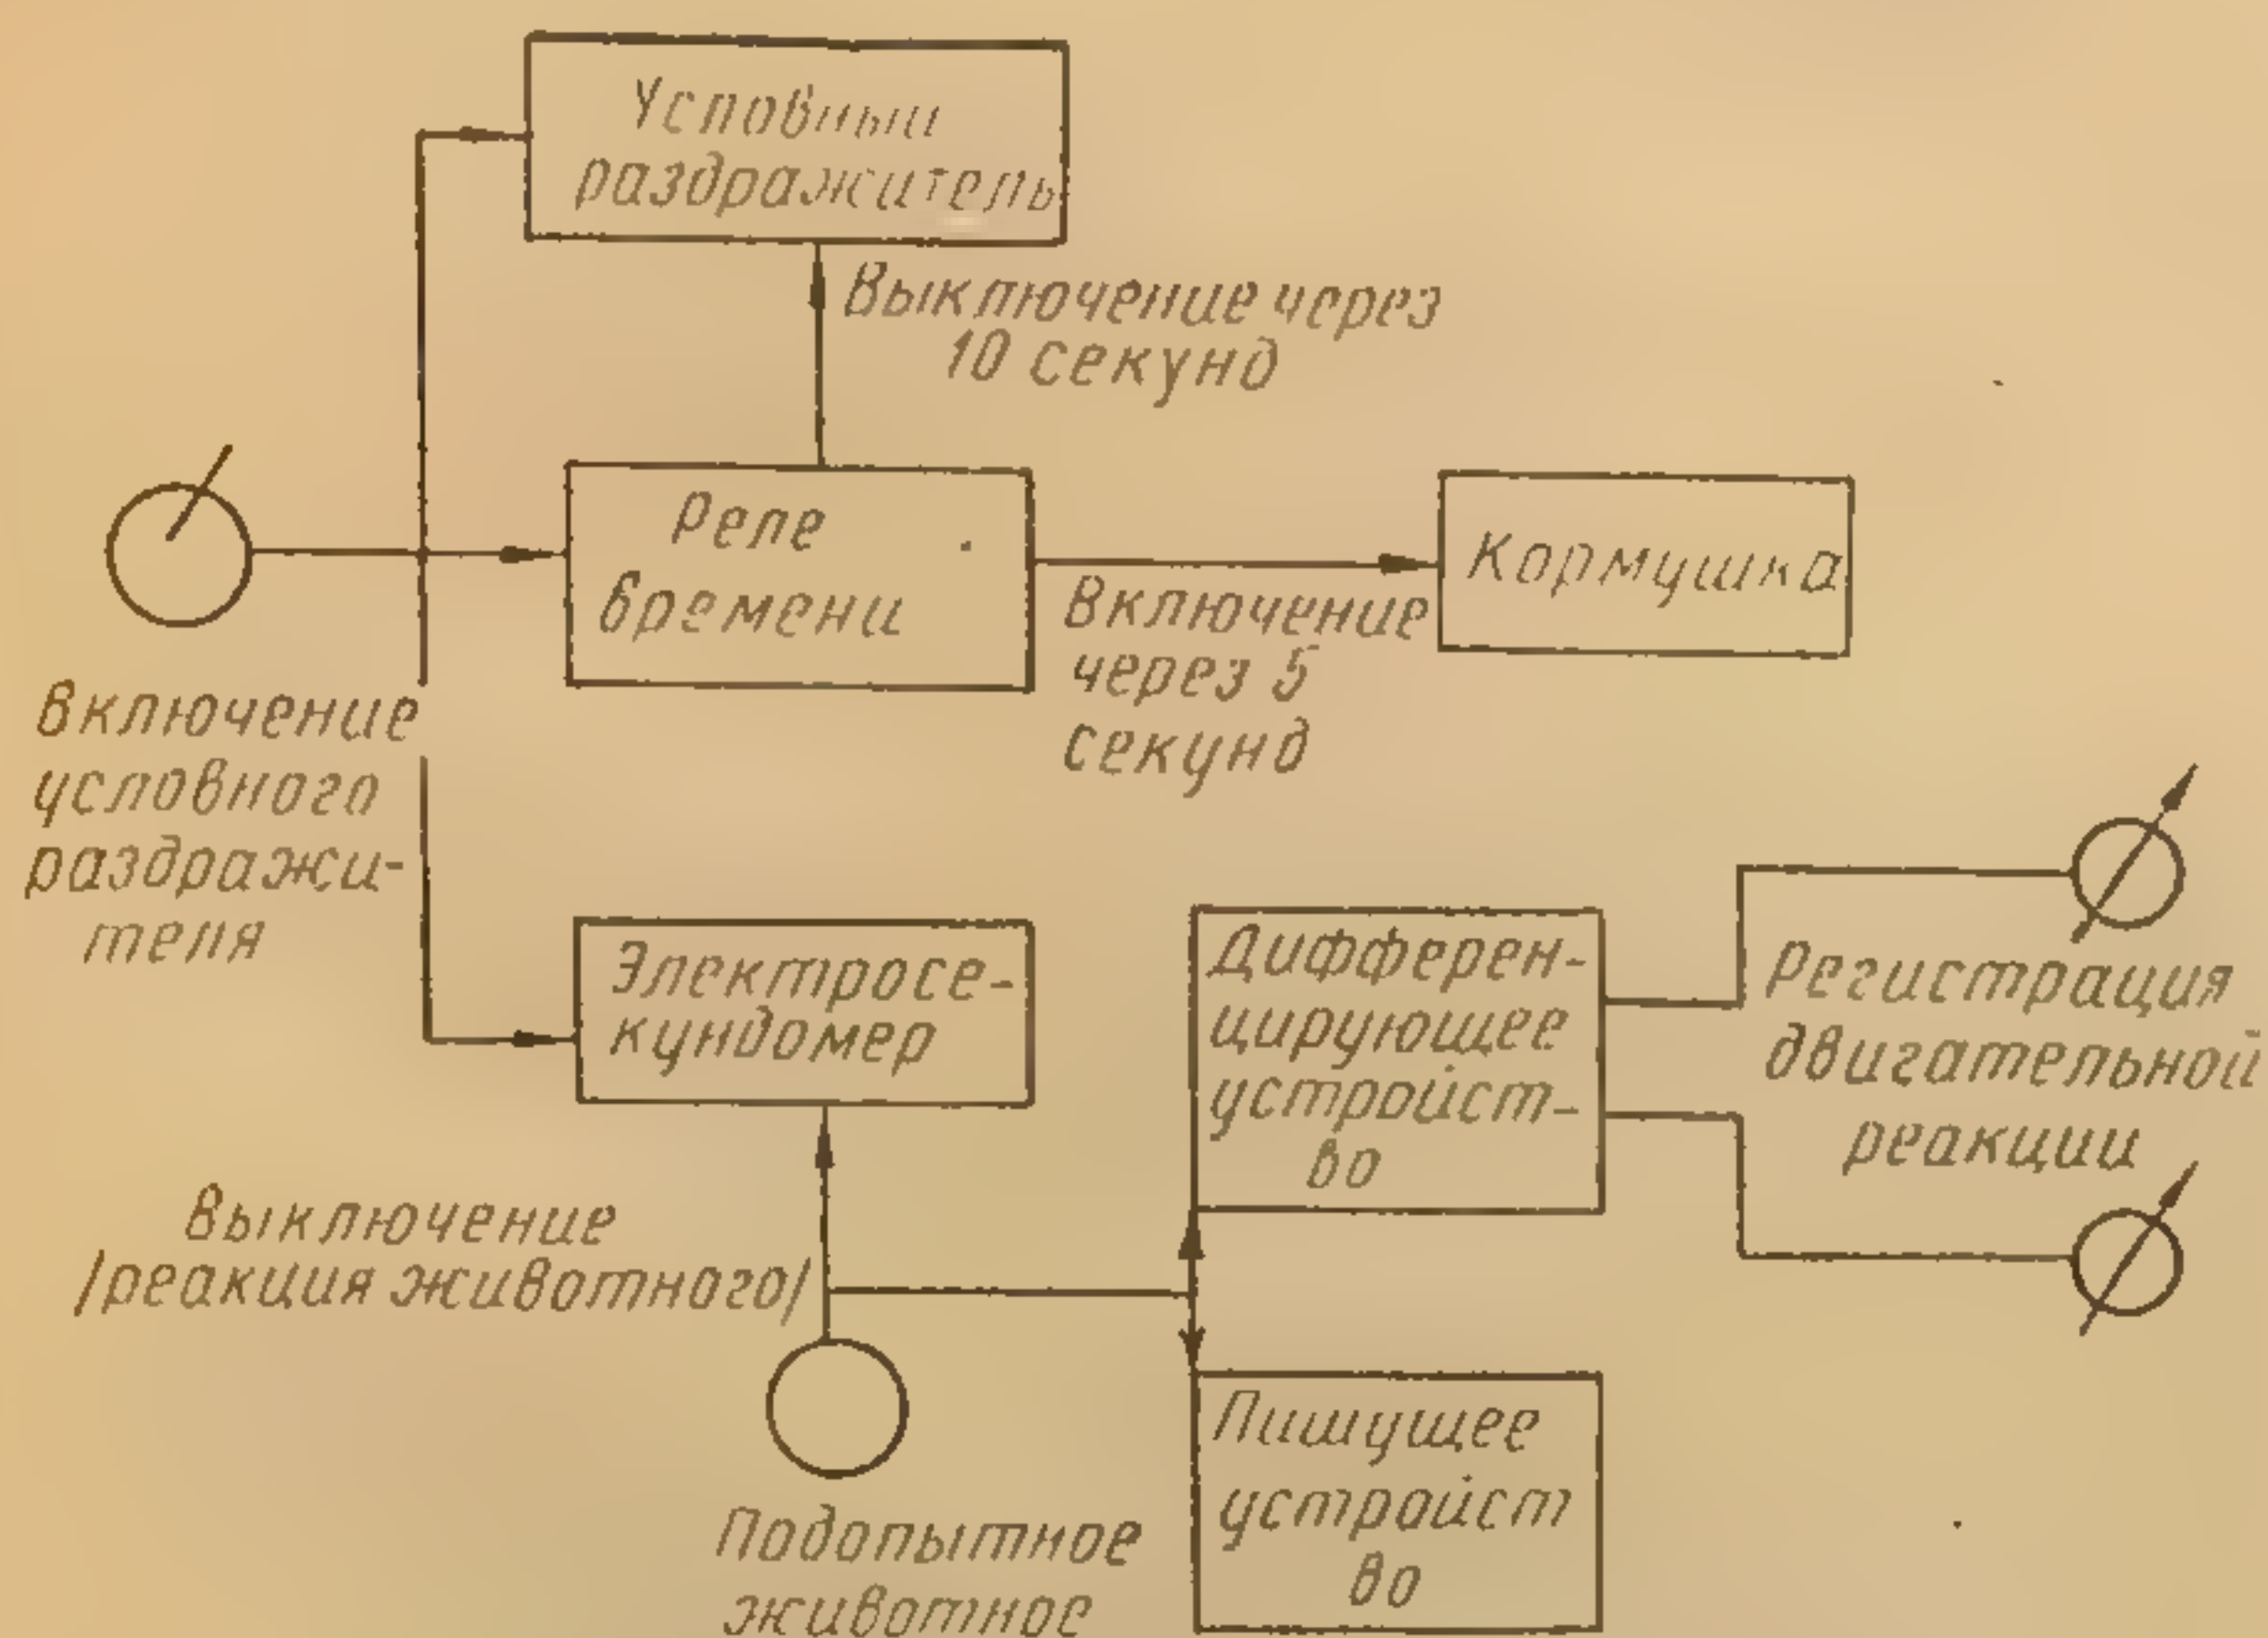 Условный
раздражитель
Выключение через
10 секунд
Реле
времени
Включение
через 5
секунд
Кормушка
Включение
условного
раздражи-
теля
Электросе-
кундомер
Дифферен-
цирующее
устройст-
во
Регистрация
двигательной
реакции
Выключение
/реакция животного/
Подопытное
животное
Пишущее
устройст
во